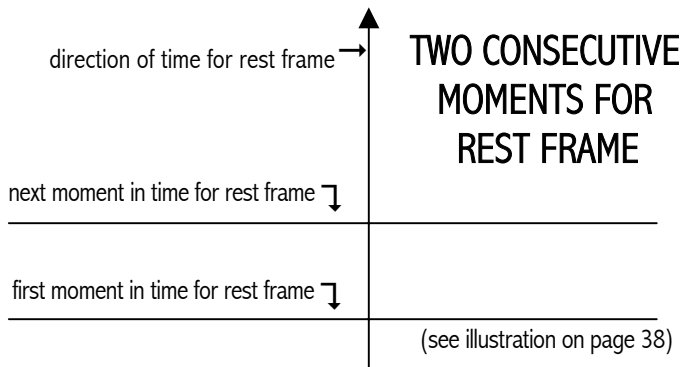 direction of time for rest frame
TWO CONSECUTIVE
MOMENTS FOR
REST FRAME
next moment in time for rest frame
first moment in time for rest frame
(see illustration on page 38)